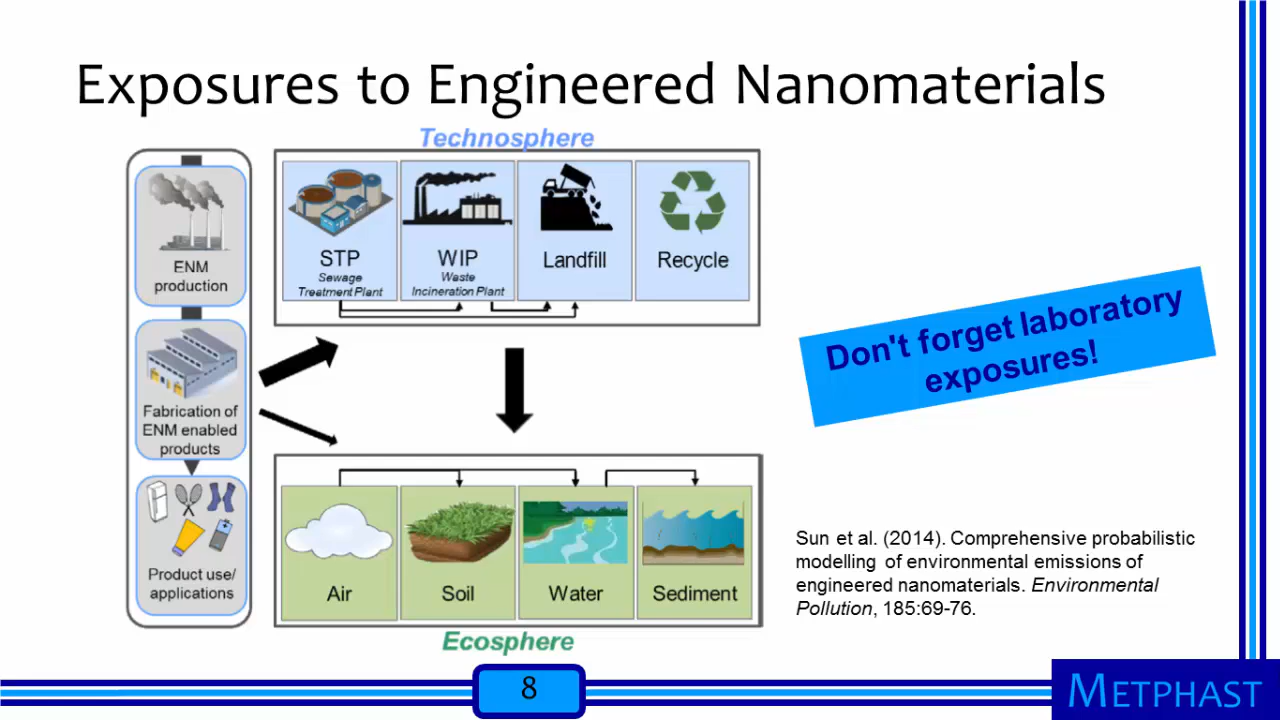 Exposures to Engineered Nanomaterials
Technosphere
ENM
production
Fabrication of
ENM enabled
products
Product use/
applications
STP
Sewage
Treatment Plant
WIP
Waste
Incineration Plant
Landfill
Recycle
Don't forget laboratory
exposures!
Air
Soil
Water
Sediment
Ecosphere
Sun et al. (2014). Comprehensive probabilistic
modelling of environmental emissions of
engineered nanomaterials. Environmental
Pollution, 185:69-76.
8
METPHAST